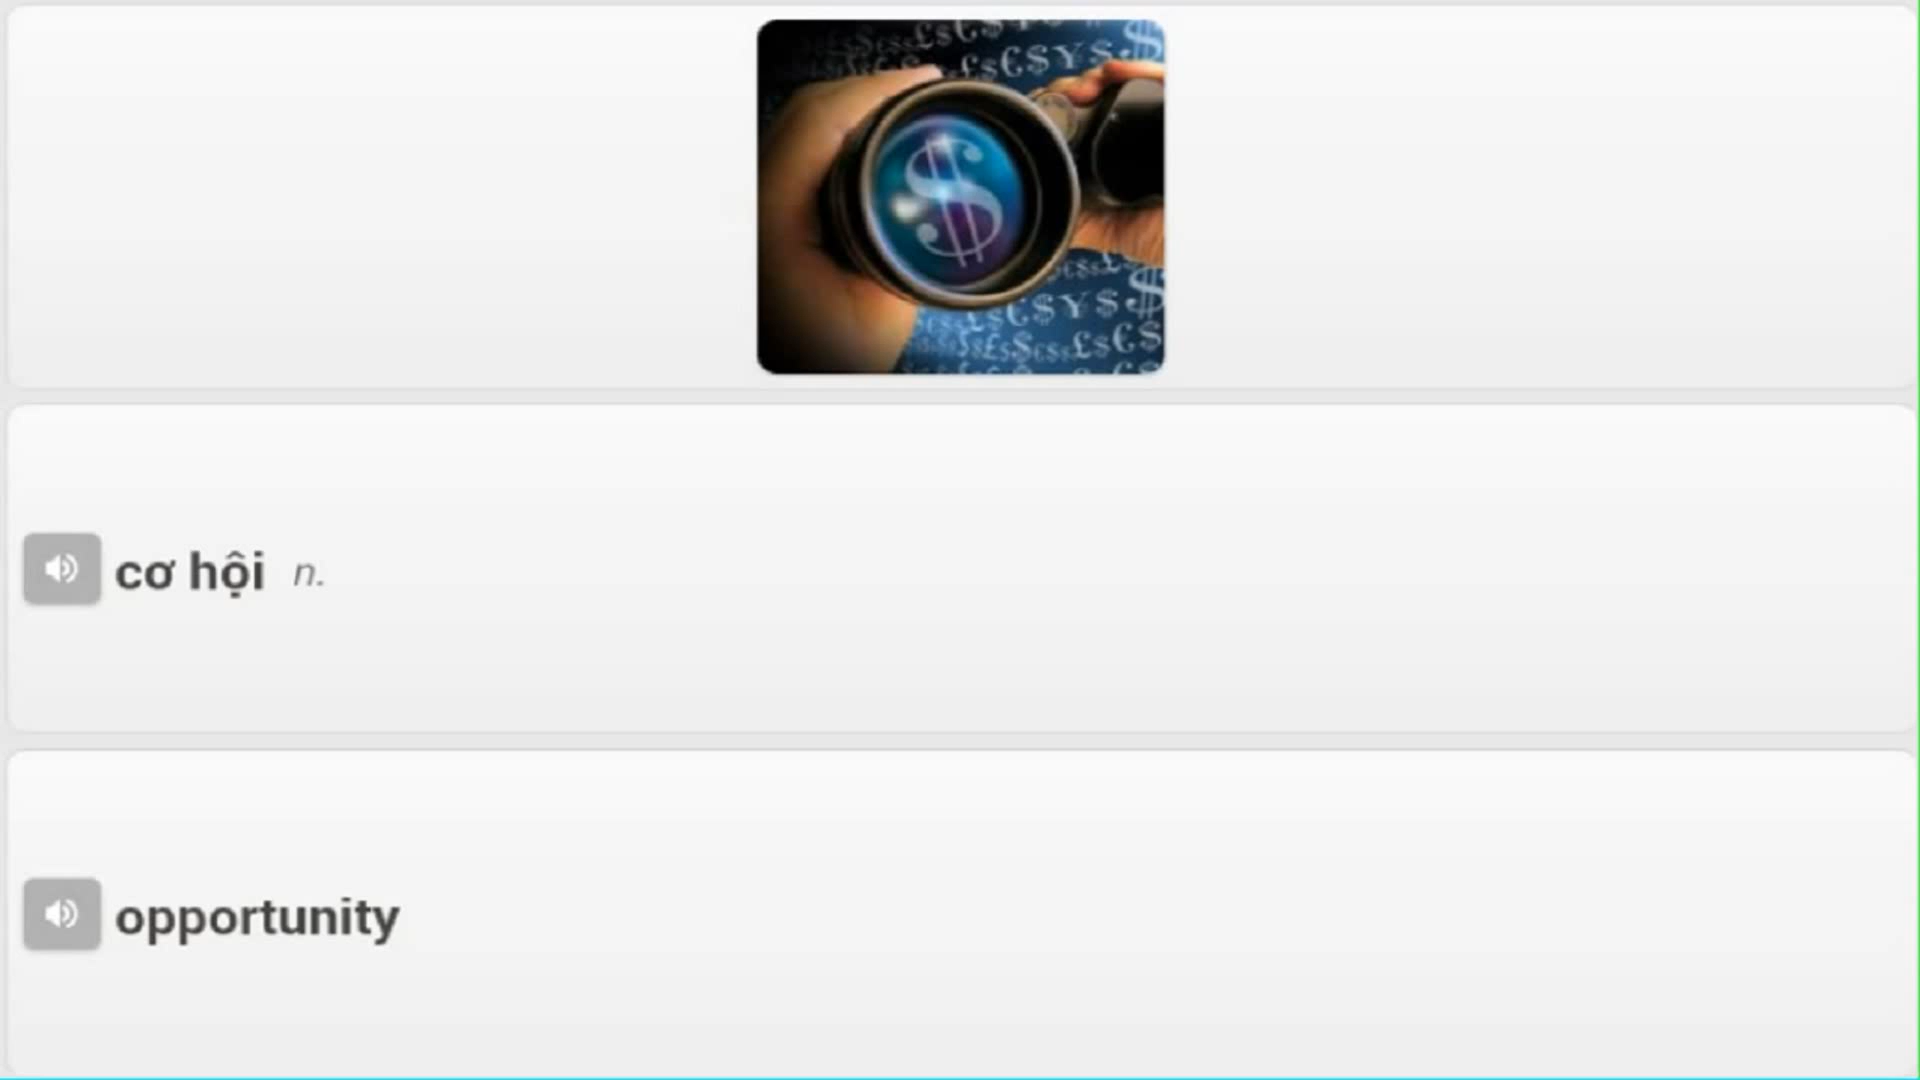 $
cơ hội n.
opportunity